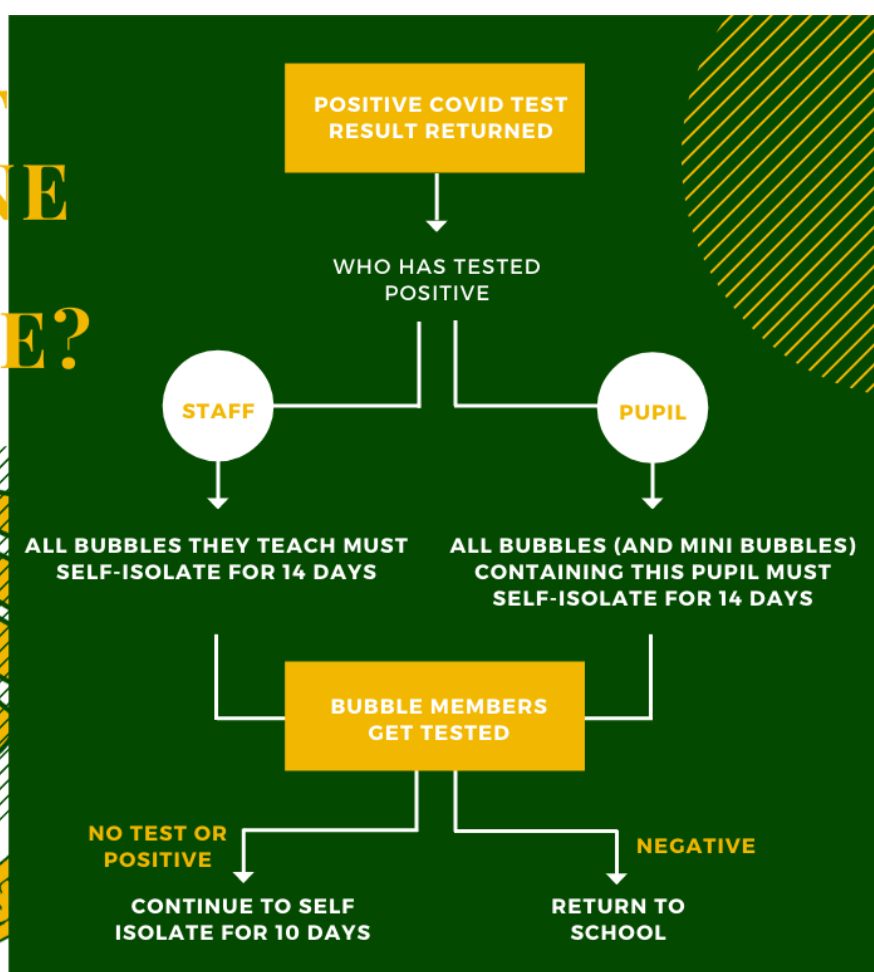 POSITIVE COVID TEST
RESULT RETURNED
NE
E?
WHO HAS TESTED
POSITIVE
STAFF
PUPIL
ALL BUBBLES THEY TEACH MUST
SELF-ISOLATE FOR 14 DAYS
ALL BUBBLES (AND MINI BUBBLES)
CONTAINING THIS PUPIL MUST
SELF-ISOLATE FOR 14 DAYS
BUBBLE MEMBERS
GET TESTED
NO TEST OR
POSITIVE
NEGATIVE
CONTINUE TO SELF
ISOLATE FOR 10 DAYS
RETURN TO
SCHOOL